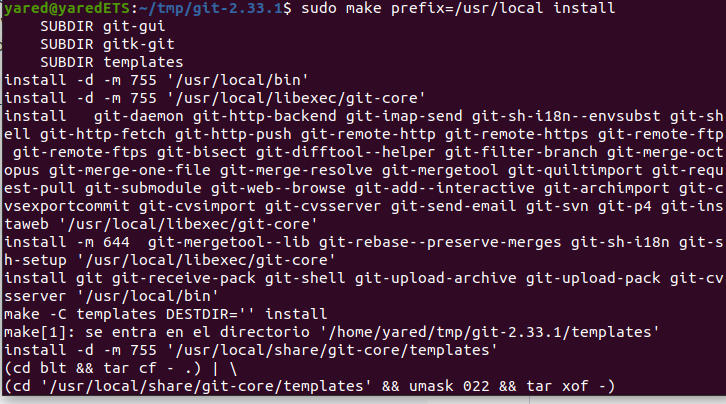 yared@yaredETS:~/tmp/git-2.33.1$ sudo make prefix=/usr/local install
    SUBDIR git-gui
    SUBDIR gitk-git
    SUBDIR templates
install -d -m 755 '/usr/local/bin'
install -d -m 755 '/usr/local/libexec/git-core'
install   git-daemon git-http-backend git-imap-send git-sh-i18n--envsubst git-sh
ell git-http-fetch git-http-push git-remote-http git-remote-https git-remote-ftp
 git-remote-ftps git-bisect git-difftool--helper git-filter-branch git-merge-oct
opus git-merge-one-file git-merge-resolve git-mergetool git-quiltimport git-requ
est-pull git-submodule git-web--browse git-add--interactive git-archimport git-c
vsexportcommit git-cvsimport git-cvsserver git-send-email git-svn git-p4 git-ins
taweb '/usr/local/libexec/git-core'
install -m 644  git-mergetool--lib git-rebase--preserve-merges git-sh-i18n git-s
h-setup '/usr/local/libexec/git-core'
install git git-receive-pack git-shell git-upload-archive git-upload-pack git-cv
sserver '/usr/local/bin'
make -C templates DESTDIR='' install
make[1]: se entra en el directorio '/home/yared/tmp/git-2.33.1/templates'
install -d -m 755 '/usr/local/share/git-core/templates'
(cd blt && tar cf - .) | \
(cd '/usr/local/share/git-core/templates' && umask 022 && tar xof -)